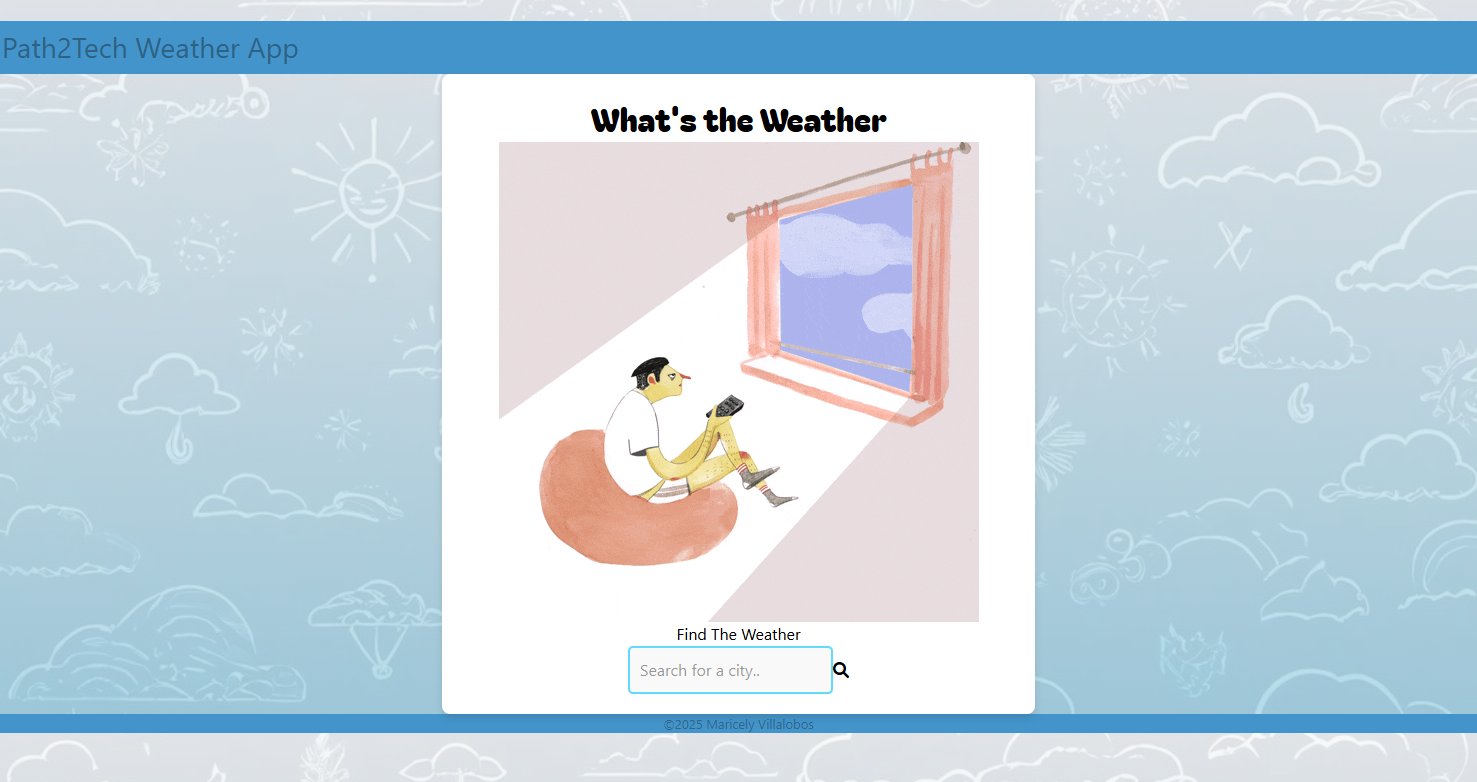 Path2Tech Weather App
What's the Weather
Find The Weather
Search for a city..
©2025 Maricely Villalobos